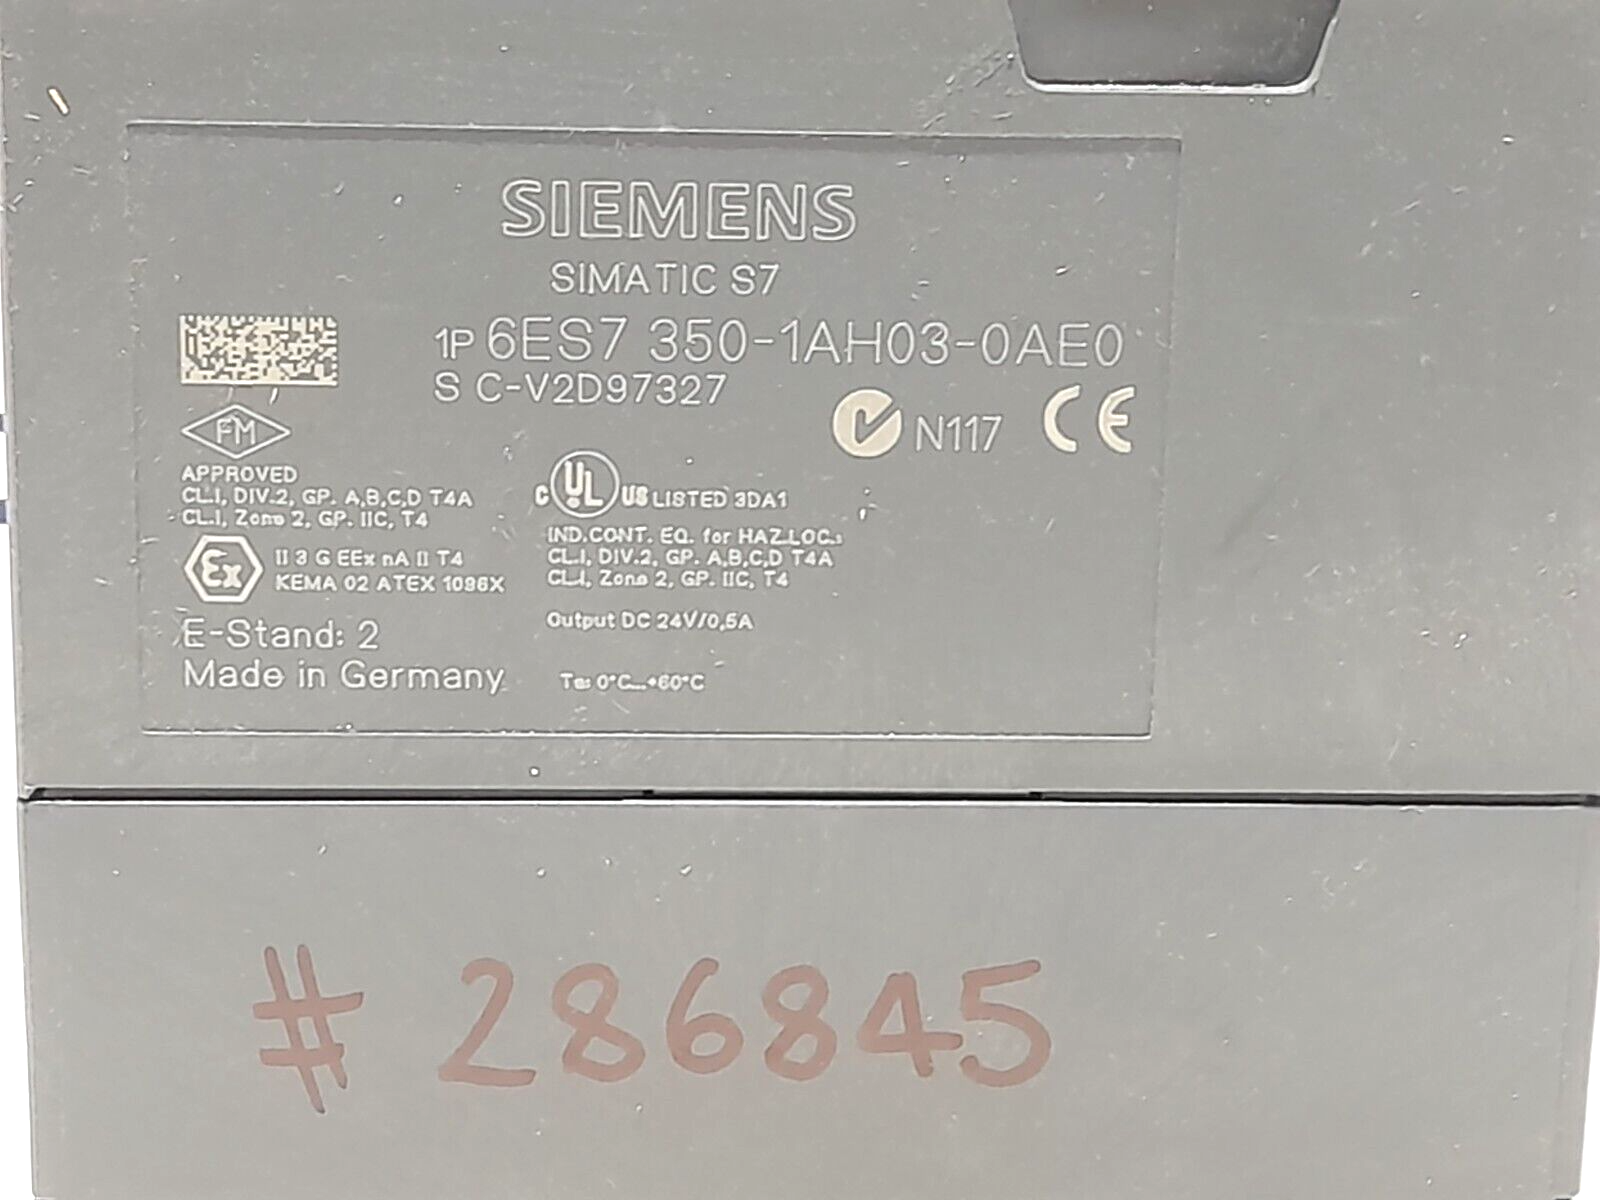 SIEMENS
SIMATIC S7
1P 6ES7 350-1AH03-0AE0
S C-V2D97327
N117 CE
FM
APPROVED
CL.I, DIV.2, GP. A,B,C,D T4A
CL.I, Zone 2, GP. IIC, T4
Ex II 3 G EEx nA II T4
KEMA 02 ATEX 1096X
E-Stand: 2
Made in Germany
C UL US LISTED 3DA1
IND.CONT. EQ. for HAZ.LOC.:
CL.I, DIV.2, GP. A,B,C,D T4A
CL.I, Zone 2, GP. IIC, T4
Output DC 24V/0,5A
Ta: 0°C...+60°C
# 286845